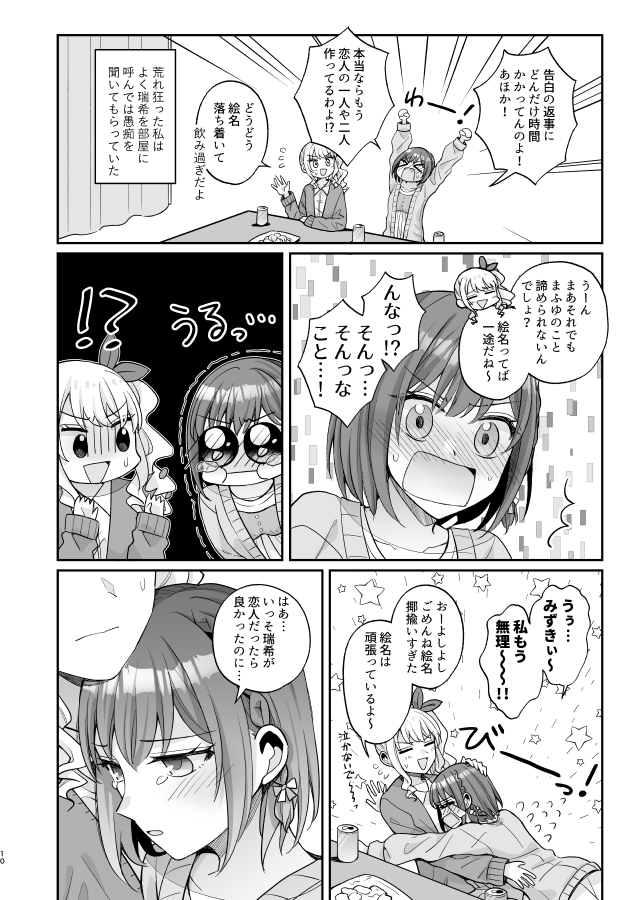 告白の返事に
どんだけ時間
かかってんのよ！
あほか！
わーー！
本当ならもう
恋人の一人や二人
作ってるわよ!?
どうどう
絵名
落ち着いて
飲み過ぎだよ
荒れ狂った私は
よく瑞希を部屋に
呼んでは愚痴を
聞いてもらっていた
うーん
まあそれでも
まふゆのこと
諦められないん
でしょ？
絵名ってば
一途だね～
んなっ!?
そんっ…
そんっな
こと…！
うるっ…
!?
うぅ…
みずきぃ～
私もう
無理～～!!
おーよしよし
ごめんね絵名
揶揄いすぎた
絵名は
頑張っているよ～
びーっ！
泣かないで～～
はあ…
いっそ瑞希が
恋人だったら
良かったのに…
10